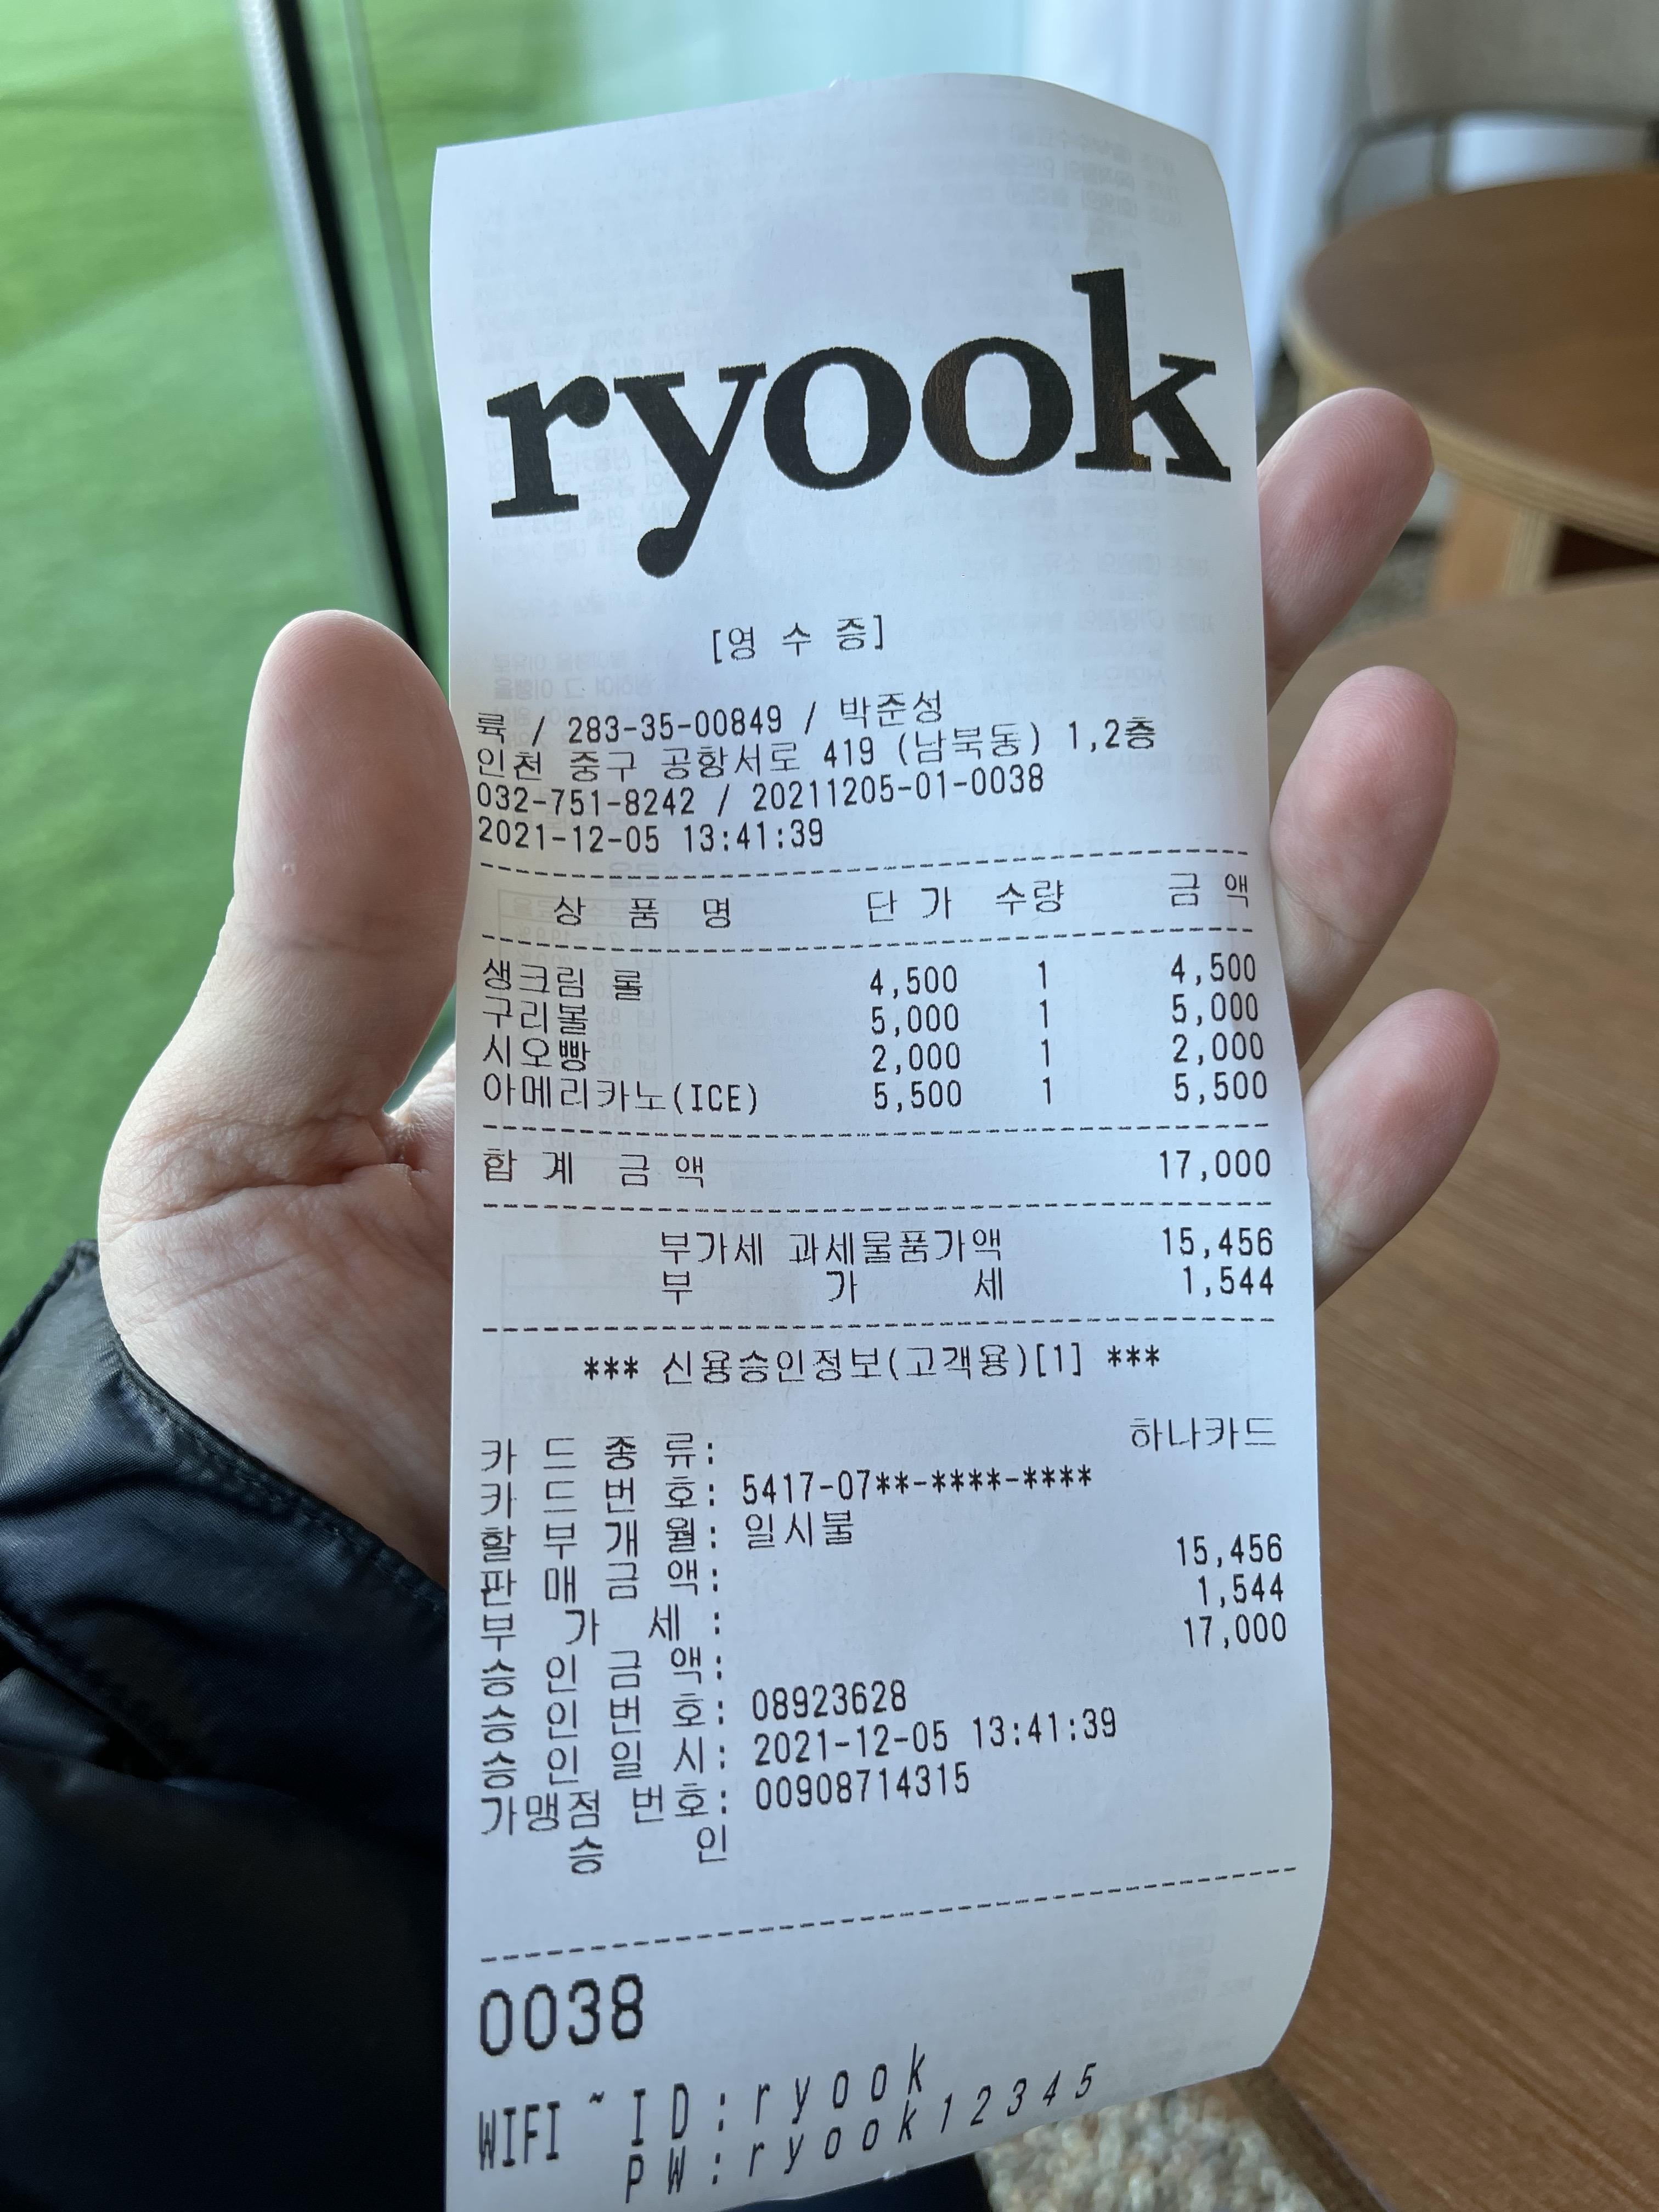 ryook
[영 수 증]
륙 / 283-35-00849 / 박준성
인천 중구 공항서로 419 (남북동) 1,2층
032-751-8242 / 20211205-01-0038
2021-12-05 13:41:39
상 품 명 단 가 수량 금 액
생크림 롤 4,500 1 4,500
구리볼 5,000 1 5,000
시오빵 2,000 1 2,000
아메리카노(ICE) 5,500 1 5,500
합 계 금 액 17,000
부가세 과세물품가액 15,456
부 가 세 1,544
*** 신용승인정보(고객용)[1] ***
카 드 종 류: 하나카드
카 드 번 호: 5417-07**-****-****
할 부 개 월: 일시불
판 매 금 액: 15,456
부 가 세 : 1,544
승 인 금 액: 17,000
승 인 번 호: 08923628
승 인 일 시: 2021-12-05 13:41:39
가맹점 번호: 00908714315
승 인
0038
WIFI ~ ID:ryook
PW:ryook12345